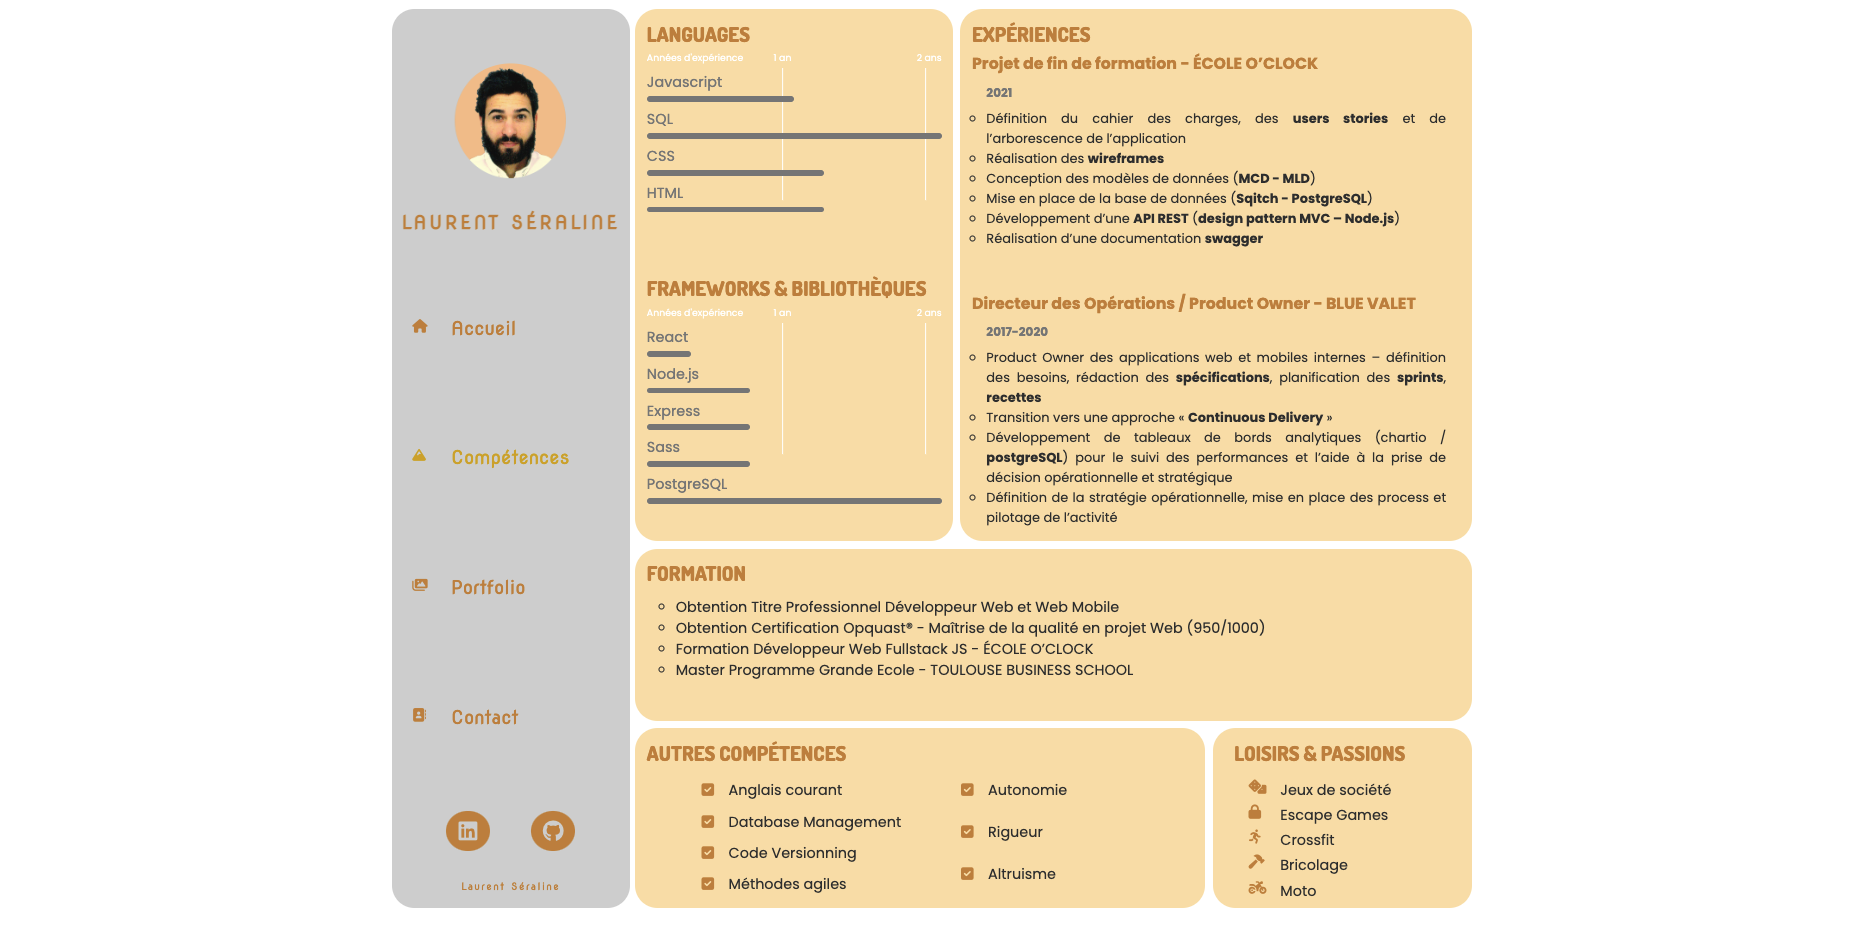 LAURENT SÉRALINE
Accueil
Compétences
Portfolio
Contact
in
Laurent Séraline
LANGUAGES
Années d'expérience 1 an 2 ans
Javascript
SQL
CSS
HTML
FRAMEWORKS & BIBLIOTHÈQUES
Années d'expérience 1 an 2 ans
React
Node.js
Express
Sass
PostgreSQL
EXPÉRIENCES
Projet de fin de formation - ÉCOLE O'CLOCK
2021
Définition du cahier des charges, des users stories et de
l'arborescence de l'application
Réalisation des wireframes
Conception des modèles de données (MCD - MLD)
Mise en place de la base de données (Sqitch - PostgreSQL)
Développement d'une API REST (design pattern MVC – Node.js)
Réalisation d'une documentation swagger
Directeur des Opérations / Product Owner - BLUE VALET
2017-2020
Product Owner des applications web et mobiles internes – définition
des besoins, rédaction des spécifications, planification des sprints,
recettes
Transition vers une approche « Continuous Delivery »
Développement de tableaux de bords analytiques (chartio /
postgreSQL) pour le suivi des performances et l'aide à la prise de
décision opérationnelle et stratégique
Définition de la stratégie opérationnelle, mise en place des process et
pilotage de l'activité
FORMATION
Obtention Titre Professionnel Développeur Web et Web Mobile
Obtention Certification Opquast® - Maîtrise de la qualité en projet Web (950/1000)
Formation Développeur Web Fullstack JS - ÉCOLE O'CLOCK
Master Programme Grande Ecole - TOULOUSE BUSINESS SCHOOL
AUTRES COMPÉTENCES
Anglais courant
Database Management
Code Versionning
Méthodes agiles
Autonomie
Rigueur
Altruisme
LOISIRS & PASSIONS
Jeux de société
Escape Games
Crossfit
Bricolage
Moto